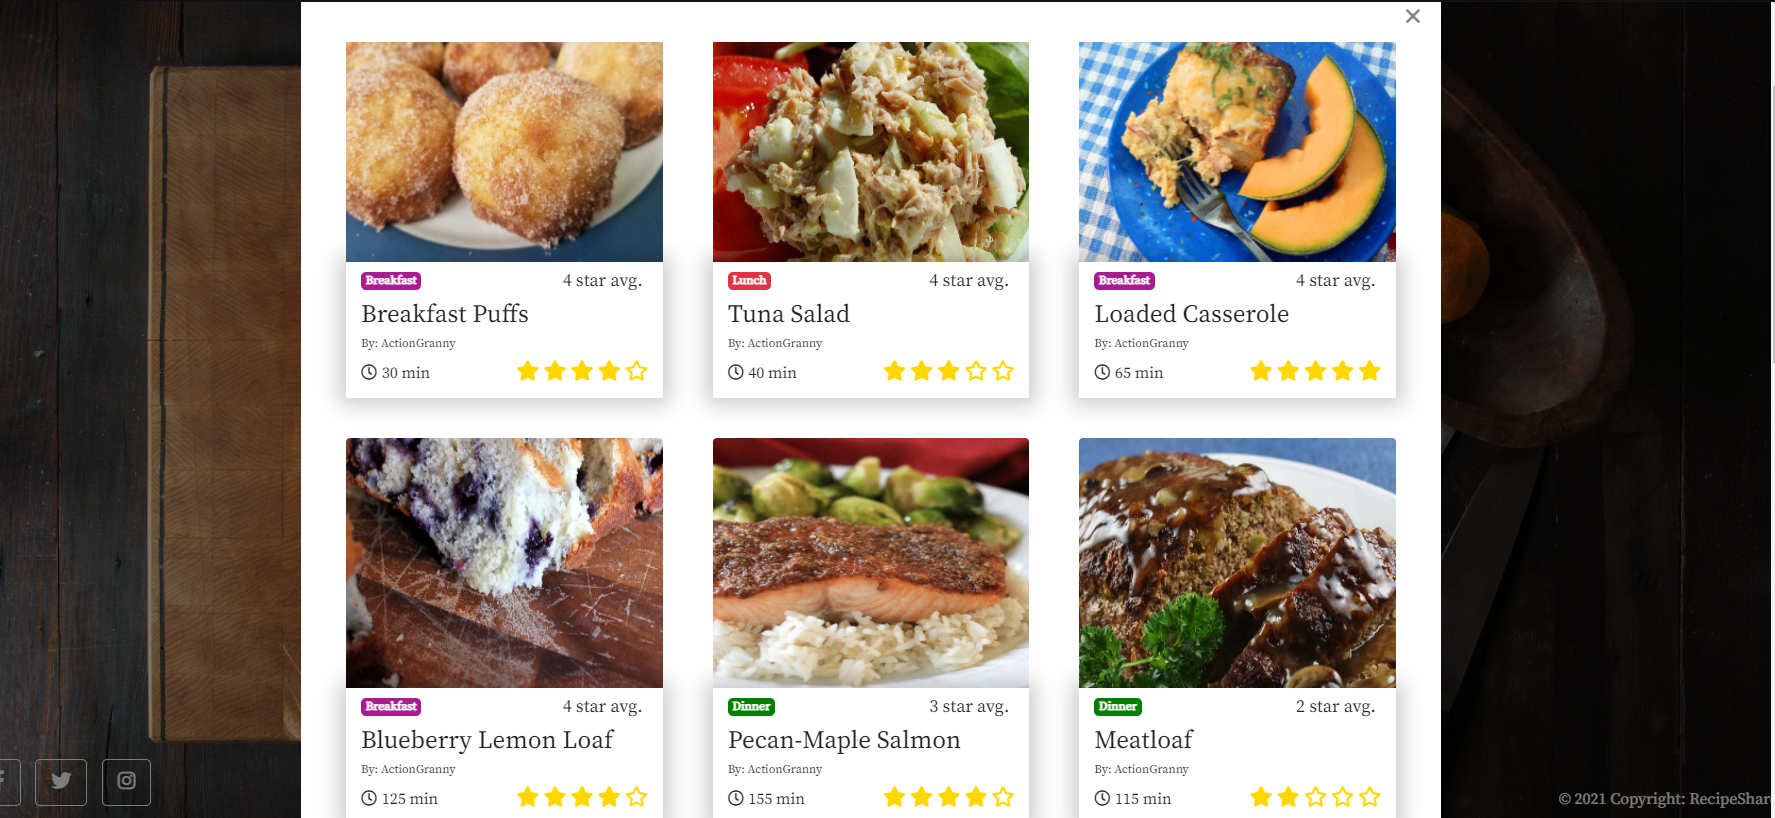 Breakfast 4 star avg.
Breakfast Puffs
By: ActionGranny
30 min
Lunch 4 star avg.
Tuna Salad
By: ActionGranny
40 min
Breakfast 4 star avg.
Loaded Casserole
By: ActionGranny
65 min
Breakfast 4 star avg.
Blueberry Lemon Loaf
By: ActionGranny
125 min
Dinner 3 star avg.
Pecan-Maple Salmon
By: ActionGranny
155 min
Dinner 2 star avg.
Meatloaf
By: ActionGranny
115 min
© 2021 Copyright: RecipeShare